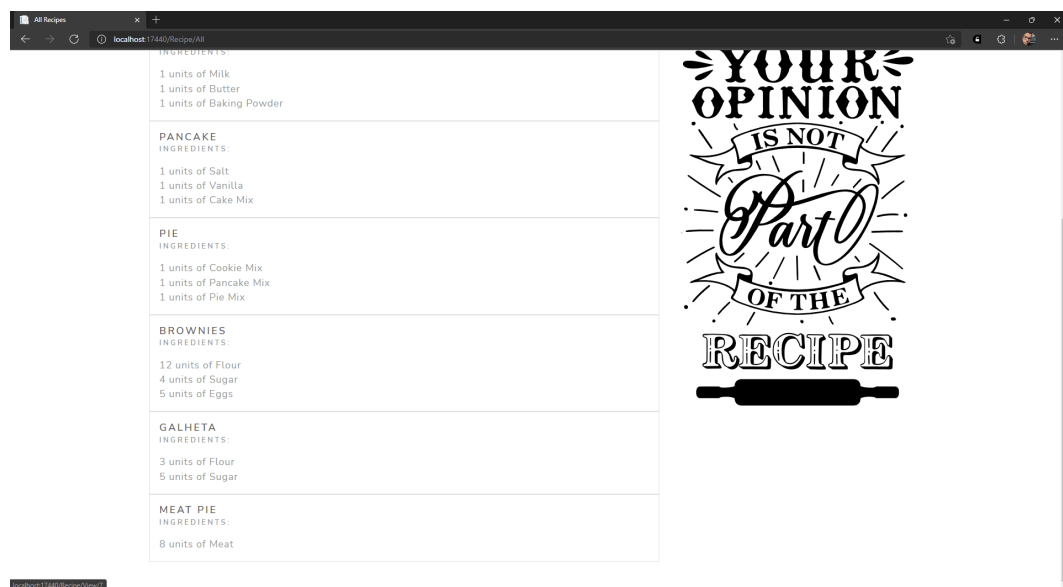 All Recipes
localhost:17440/Recipe/All
INGREDIENTS:
1 units of Milk
1 units of Butter
1 units of Baking Powder
PANCAKE
INGREDIENTS:
1 units of Salt
1 units of Vanilla
1 units of Cake Mix
PIE
INGREDIENTS:
1 units of Cookie Mix
1 units of Pancake Mix
1 units of Pie Mix
BROWNIES
INGREDIENTS:
12 units of Flour
4 units of Sugar
5 units of Eggs
GALHETA
INGREDIENTS:
3 units of Flour
5 units of Sugar
MEAT PIE
INGREDIENTS:
8 units of Meat
YOUR
OPINION
IS NOT
Part
OF THE
RECIPE
localhost:17440/Recipe/View/7